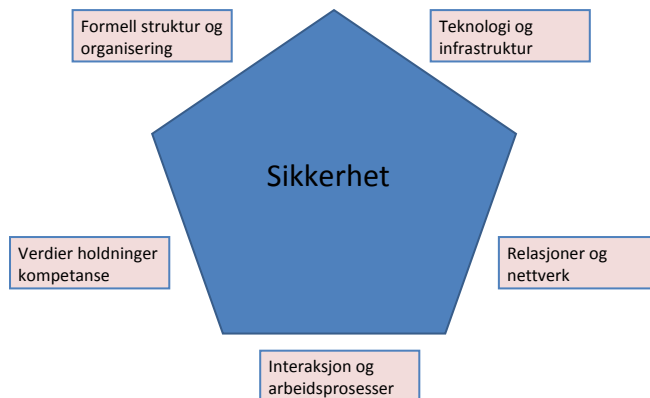 Formell struktur og
organisering
Teknologi og
infrastruktur
Sikkerhet
Verdier holdninger
kompetanse
Relasjoner og
nettverk
Interaksjon og
arbeidsprosesser